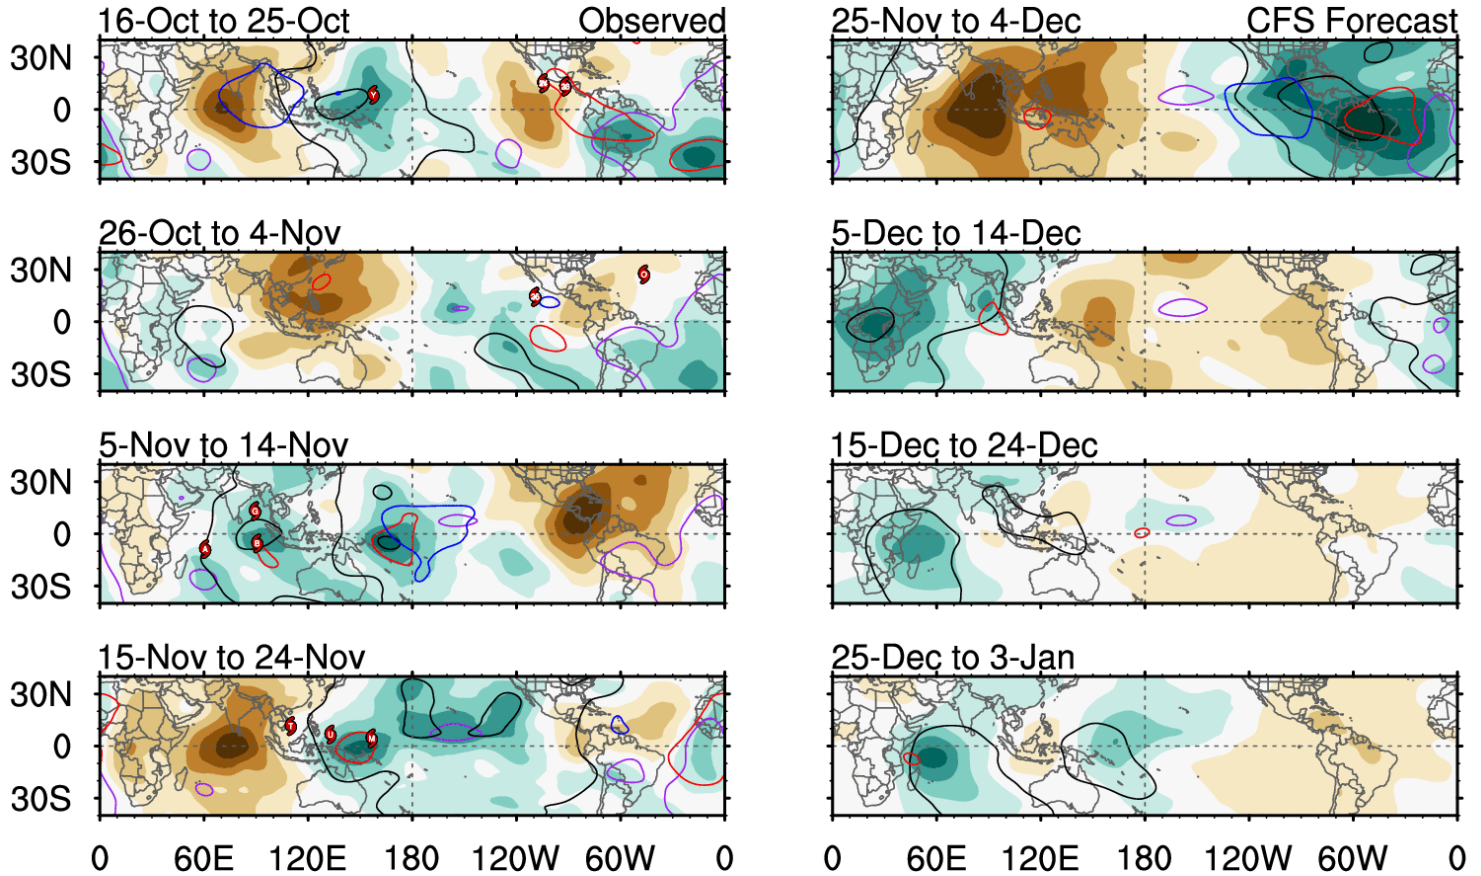 16-Oct to 25-Oct Observed
30N
0
30S
26-Oct to 4-Nov
30N
0
30S
5-Nov to 14-Nov
30N
0
30S
15-Nov to 24-Nov
30N
0
30S
0 60E 120E 180 120W 60W 0
25-Nov to 4-Dec CFS Forecast
5-Dec to 14-Dec
15-Dec to 24-Dec
25-Dec to 3-Jan
0 60E 120E 180 120W 60W 0